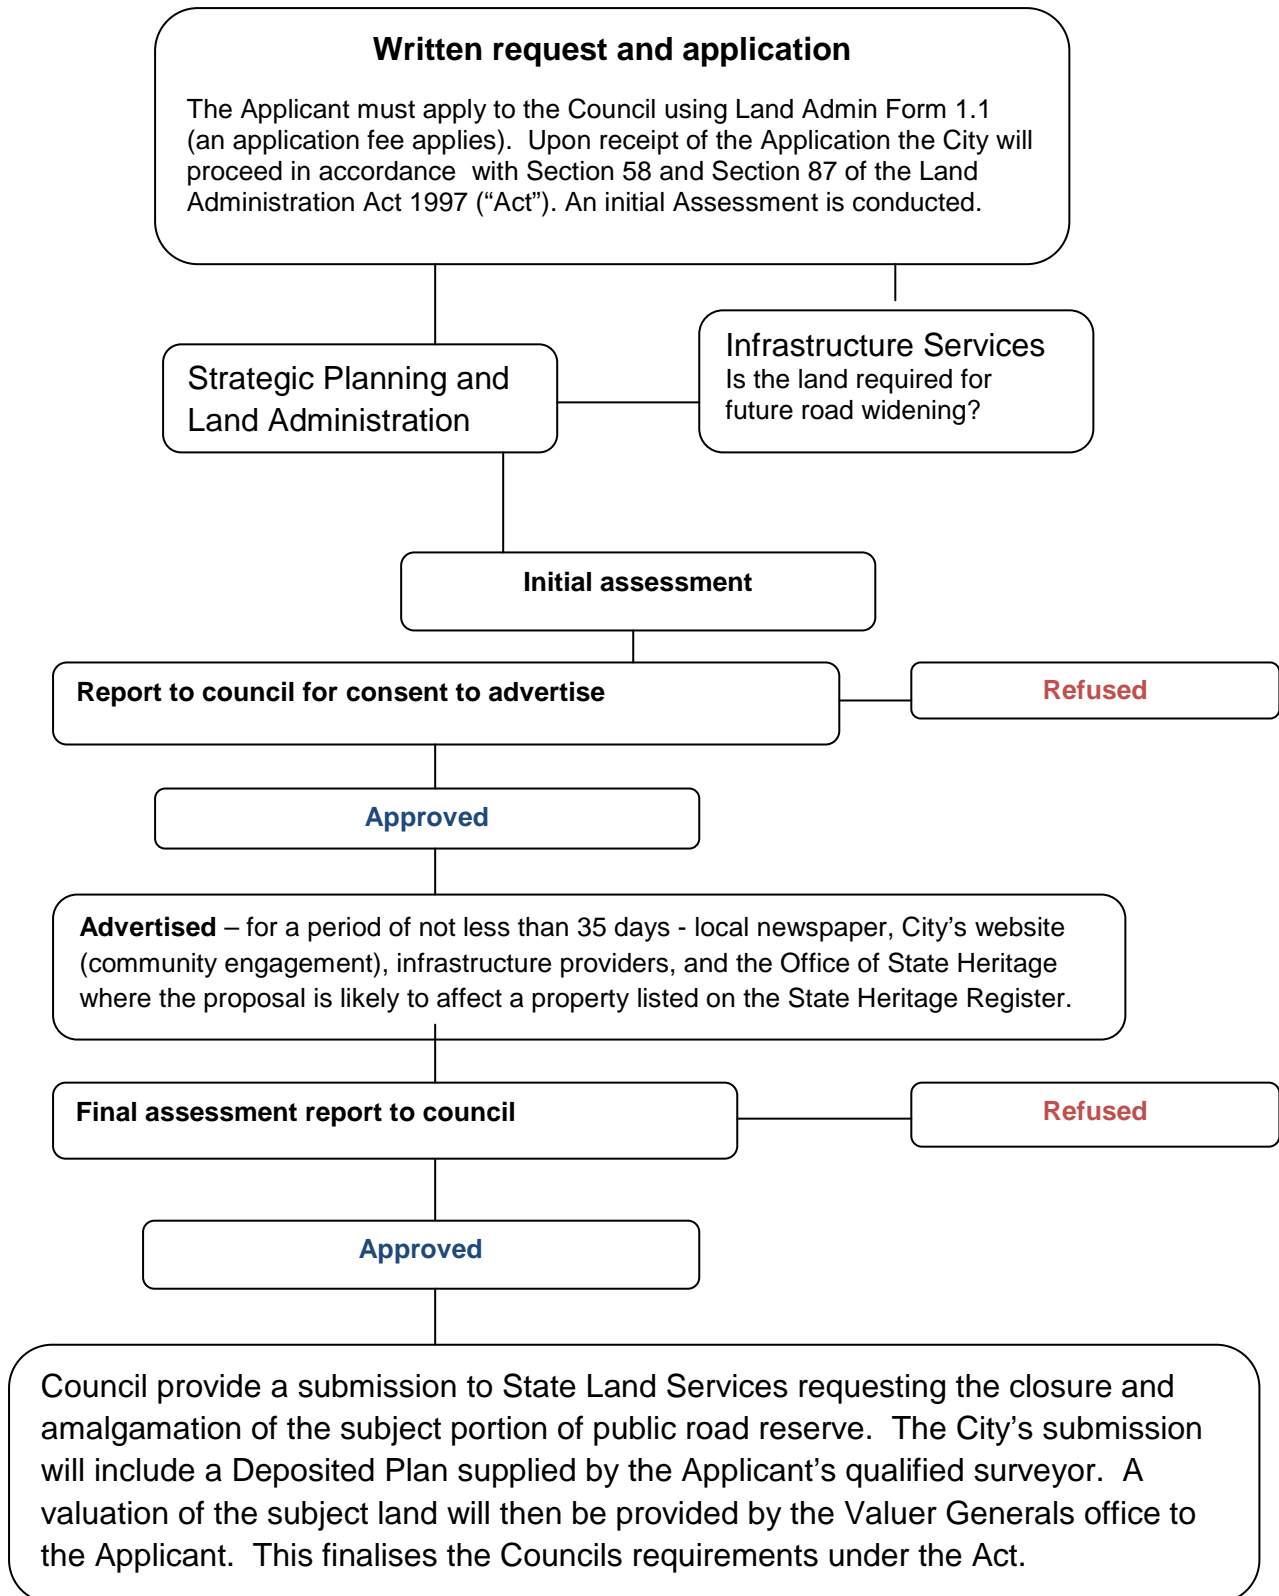 Written request and application
The Applicant must apply to the Council using Land Admin Form 1.1
(an application fee applies).  Upon receipt of the Application the City will
proceed in accordance  with Section 58 and Section 87 of the Land
Administration Act 1997 (“Act”). An initial Assessment is conducted.
Strategic Planning and
Land Administration
Infrastructure Services
Is the land required for
future road widening?
Initial assessment
Report to council for consent to advertise
Refused
Approved
Advertised – for a period of not less than 35 days - local newspaper, City’s website
(community engagement), infrastructure providers, and the Office of State Heritage
where the proposal is likely to affect a property listed on the State Heritage Register.
Final assessment report to council
Refused
Approved
Council provide a submission to State Land Services requesting the closure and
amalgamation of the subject portion of public road reserve.  The City’s submission
will include a Deposited Plan supplied by the Applicant’s qualified surveyor.  A
valuation of the subject land will then be provided by the Valuer Generals office to
the Applicant.  This finalises the Councils requirements under the Act.